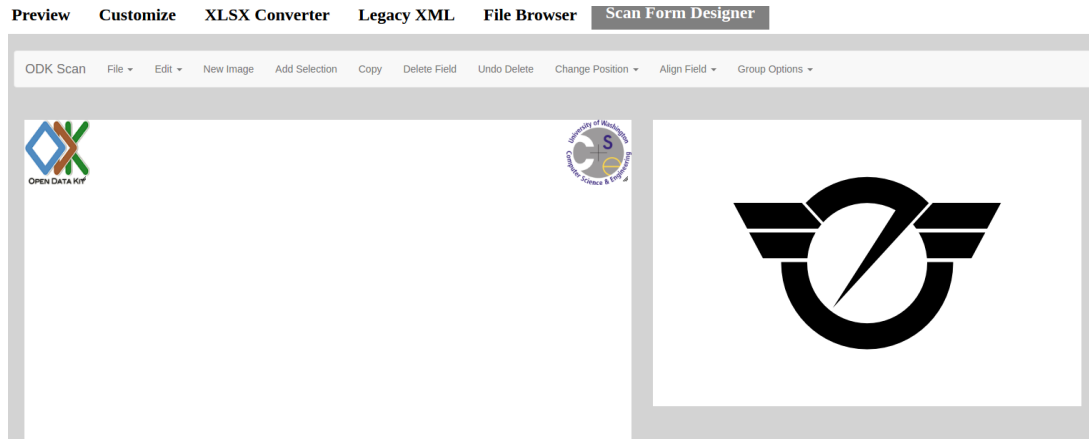 Preview Customize XLSX Converter Legacy XML File Browser Scan Form Designer
ODK Scan File Edit New Image Add Selection Copy Delete Field Undo Delete Change Position Align Field Group Options
OPEN DATA KIT
University of Washington
C S e
Computer Science & Engineering